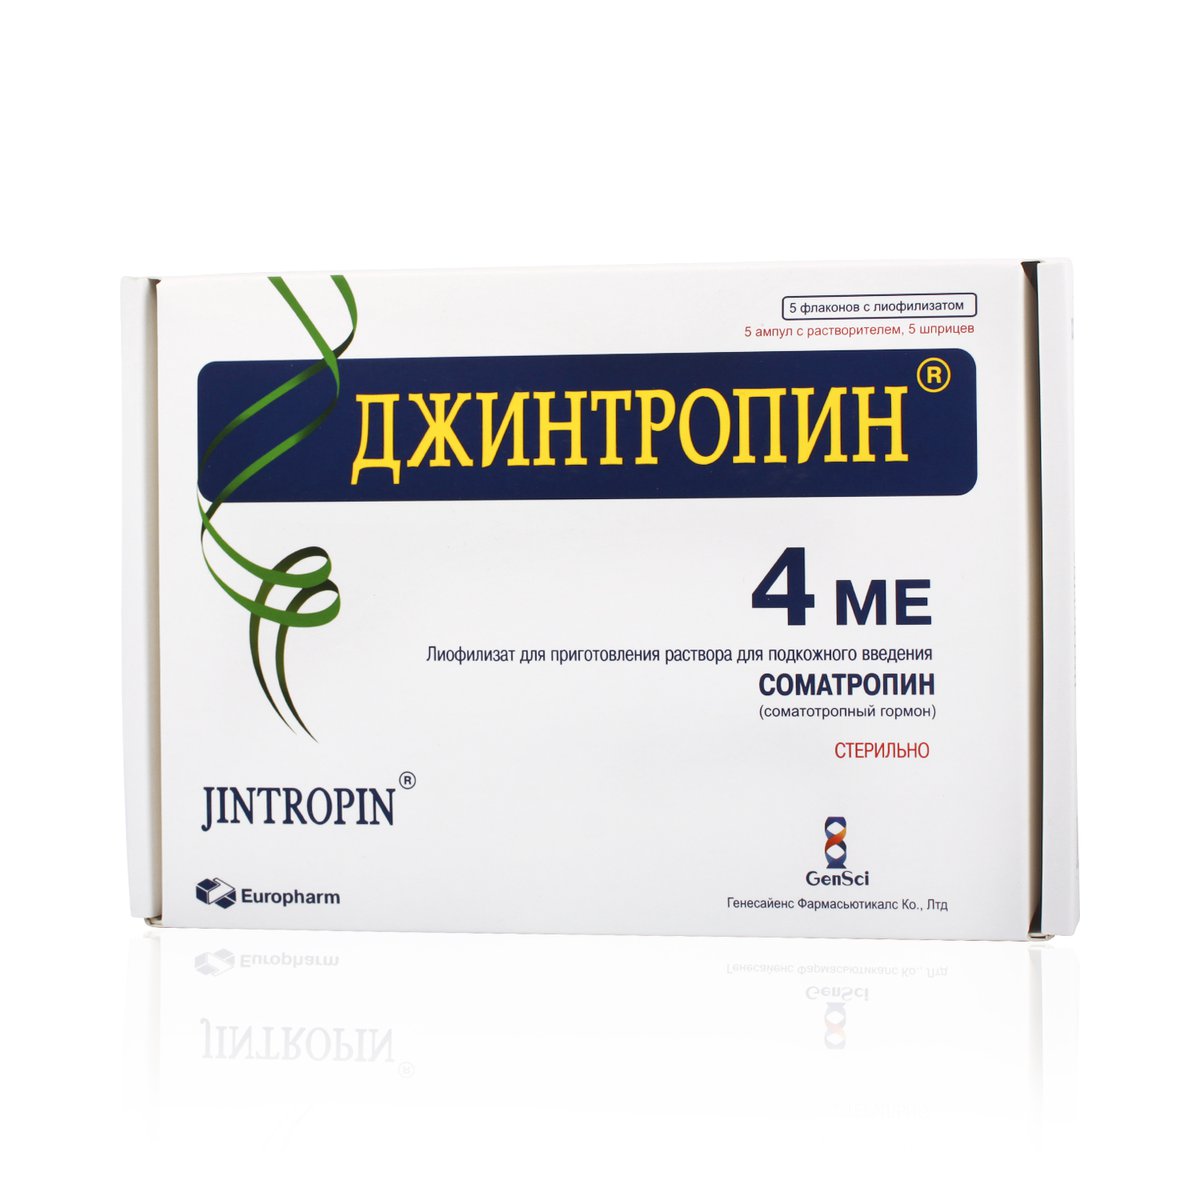 5 флаконов с лиофилизатом
5 ампул с растворителем, 5 шприцев
ДЖИНТРОПИН®
4 МЕ
Лиофилизат для приготовления раствора для подкожного введения
СОМАТРОПИН
(соматотропный гормон)
СТЕРИЛЬНО
JINTROPIN®
GenSci
Europharm
Генесайенс Фармасьютикалс Ко., Лтд